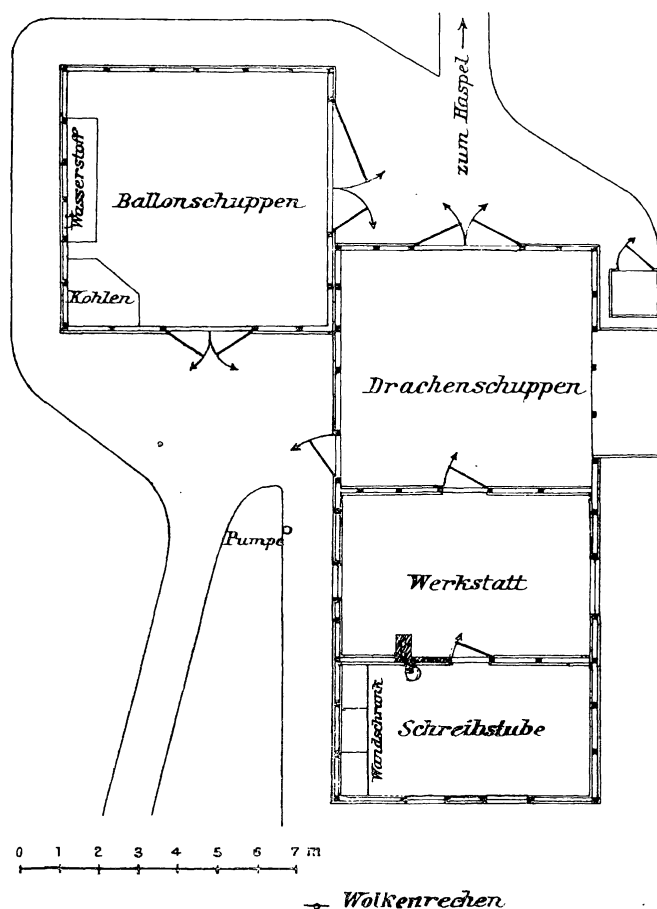 zum Haspel
Wasserstoff
Ballonschuppen
Kohlen
Drachenschuppen
Pumpe
Werkstatt
Wandschrank
Schreibstube
0 1 2 3 4 5 6 7 m
Wolkenrechen